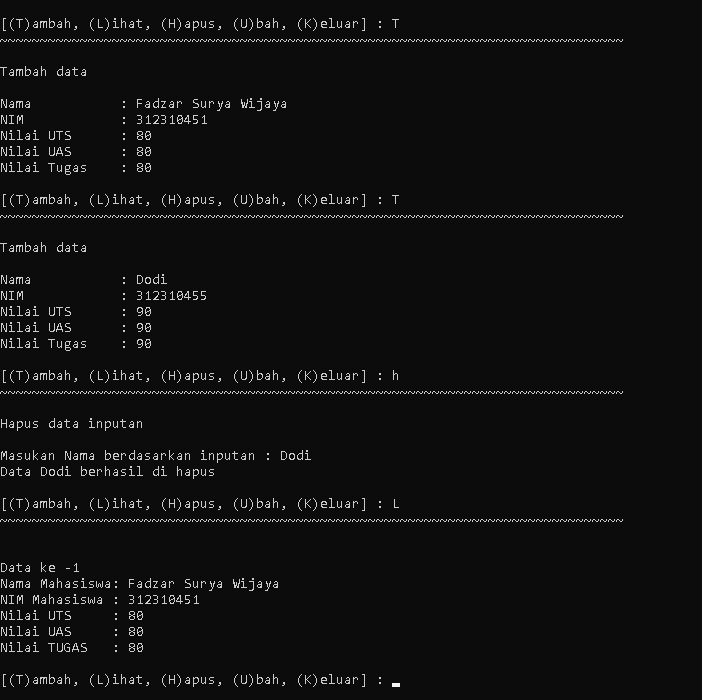 [(T)ambah, (L)ihat, (H)apus, (U)bah, (K)eluar] : T
~~~~~~~~~~~~~~~~~~~~~~~~~~~~~~~~~~~~~~~~~~~~~~~~~~~~~~~~~~~~~~~~~~~~~~~~~~~~~~
Tambah data
Nama           : Fadzar Surya Wijaya
NIM            : 312310451
Nilai UTS      : 80
Nilai UAS      : 80
Nilai Tugas    : 80
[(T)ambah, (L)ihat, (H)apus, (U)bah, (K)eluar] : T
~~~~~~~~~~~~~~~~~~~~~~~~~~~~~~~~~~~~~~~~~~~~~~~~~~~~~~~~~~~~~~~~~~~~~~~~~~~~~~
Tambah data
Nama           : Dodi
NIM            : 312310455
Nilai UTS      : 90
Nilai UAS      : 90
Nilai Tugas    : 90
[(T)ambah, (L)ihat, (H)apus, (U)bah, (K)eluar] : h
~~~~~~~~~~~~~~~~~~~~~~~~~~~~~~~~~~~~~~~~~~~~~~~~~~~~~~~~~~~~~~~~~~~~~~~~~~~~~~
Hapus data inputan
Masukan Nama berdasarkan inputan : Dodi
Data Dodi berhasil di hapus
[(T)ambah, (L)ihat, (H)apus, (U)bah, (K)eluar] : L
~~~~~~~~~~~~~~~~~~~~~~~~~~~~~~~~~~~~~~~~~~~~~~~~~~~~~~~~~~~~~~~~~~~~~~~~~~~~~~
Data ke -1
Nama Mahasiswa: Fadzar Surya Wijaya
NIM Mahasiswa : 312310451
Nilai UTS     : 80
Nilai UAS     : 80
Nilai TUGAS   : 80
[(T)ambah, (L)ihat, (H)apus, (U)bah, (K)eluar] :